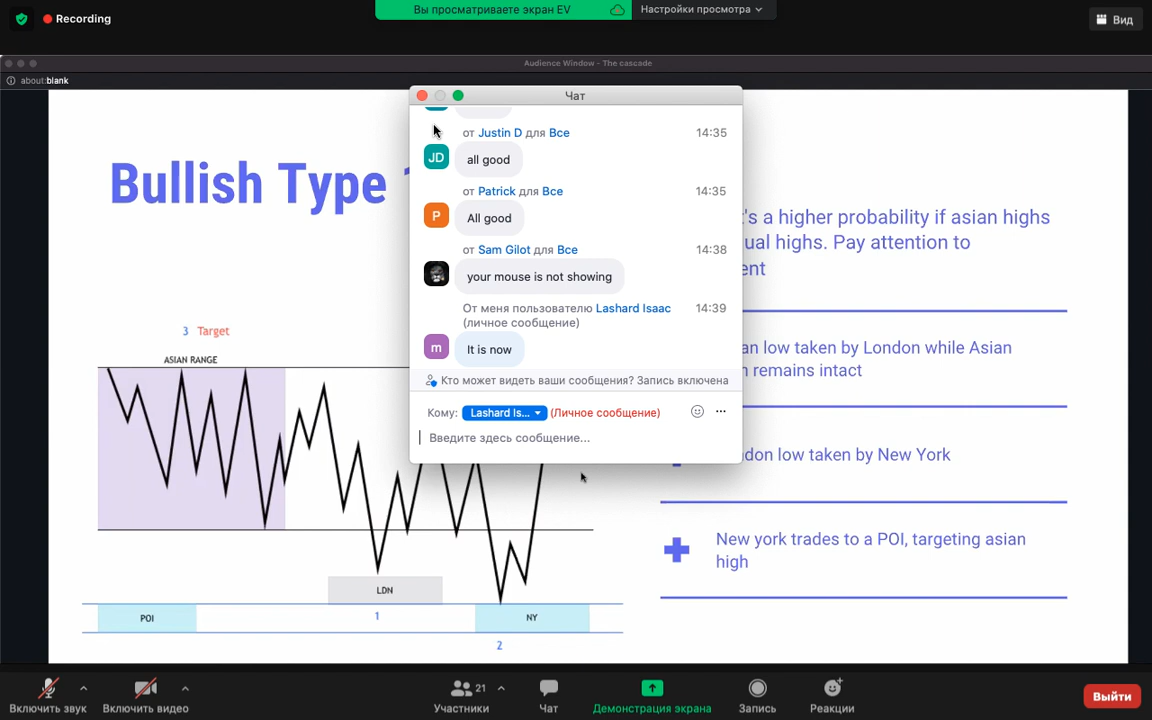 Recording
Вы просматриваете экран EV
Настройки просмотра
Вид
Audience Window - The cascade
about:blank
Чат
от Justin D для Все 14:35
JD
all good
от Patrick для Все 14:35
P
All good
от Sam Gilot для Все 14:38
your mouse is not showing
От меня пользователю Lashard Isaac 14:39
(личное сообщение)
m
It is now
Кто может видеть ваши сообщения? Запись включена
Кому: Lashard Is... (Личное сообщение)
Введите здесь сообщение...
Bullish Type
3 Target
ASIAN RANGE
LDN
POI
1
NY
2
's a higher probability if asian highs
ual highs. Pay attention to
ent
an low taken by London while Asian
remains intact
don low taken by New York
New york trades to a POI, targeting asian
high
Включить звук
Включить видео
21
Участники
Чат
Демонстрация экрана
Запись
Реакции
Выйти